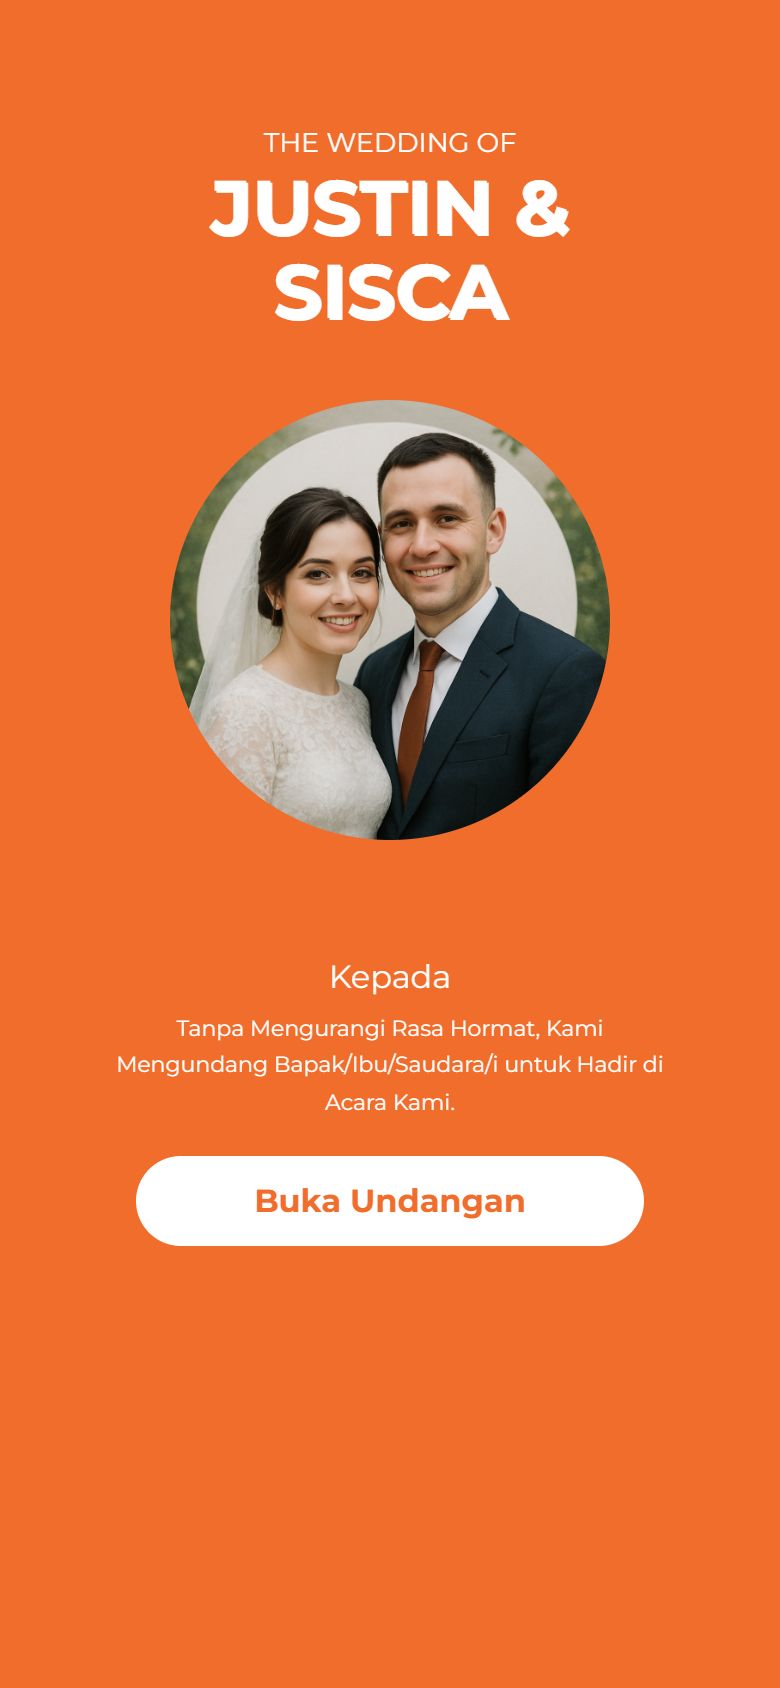 THE WEDDING OF
JUSTIN &
SISCA
Kepada
Tanpa Mengurangi Rasa Hormat, Kami
Mengundang Bapak/Ibu/Saudara/i untuk Hadir di
Acara Kami.
Buka Undangan